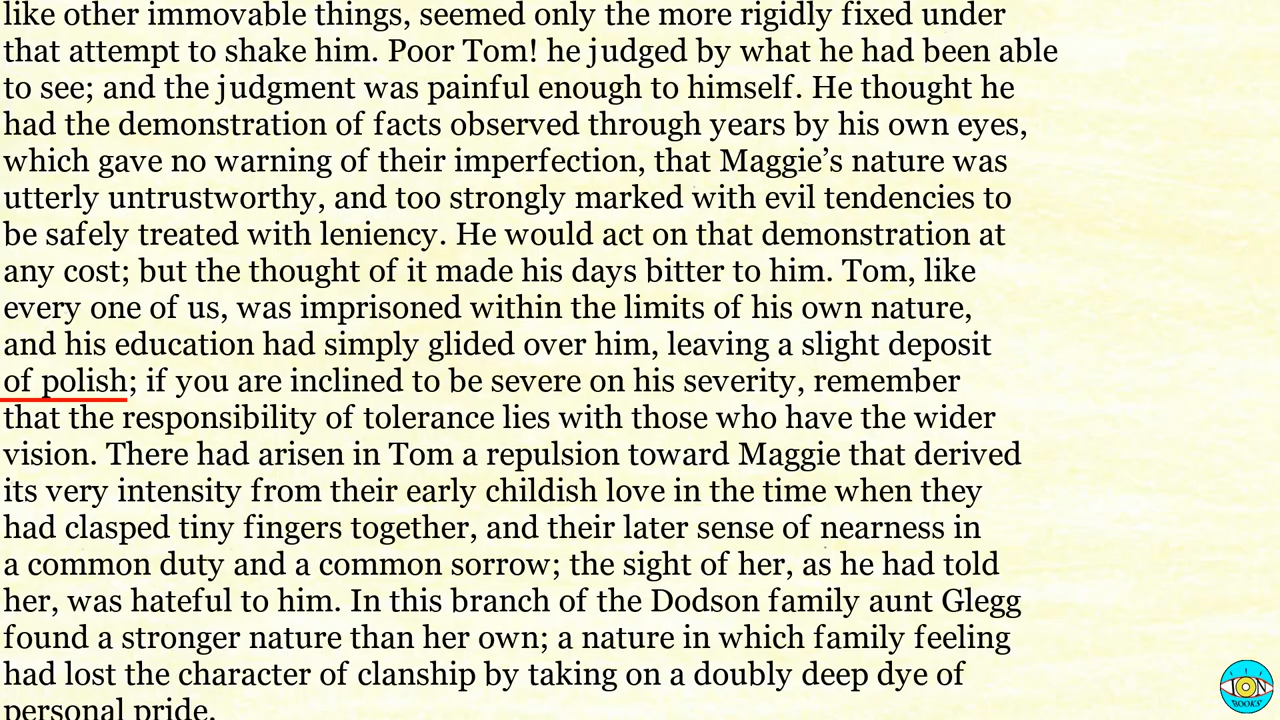 like other immovable things, seemed only the more rigidly fixed under
that attempt to shake him. Poor Tom! he judged by what he had been able
to see; and the judgment was painful enough to himself. He thought he
had the demonstration of facts observed through years by his own eyes,
which gave no warning of their imperfection, that Maggie’s nature was
utterly untrustworthy, and too strongly marked with evil tendencies to
be safely treated with leniency. He would act on that demonstration at
any cost; but the thought of it made his days bitter to him. Tom, like
every one of us, was imprisoned within the limits of his own nature,
and his education had simply glided over him, leaving a slight deposit
of polish; if you are inclined to be severe on his severity, remember
that the responsibility of tolerance lies with those who have the wider
vision. There had arisen in Tom a repulsion toward Maggie that derived
its very intensity from their early childish love in the time when they
had clasped tiny fingers together, and their later sense of nearness in
a common duty and a common sorrow; the sight of her, as he had told
her, was hateful to him. In this branch of the Dodson family aunt Glegg
found a stronger nature than her own; a nature in which family feeling
had lost the character of clanship by taking on a doubly deep dye of
personal pride.
ION
BOOKS